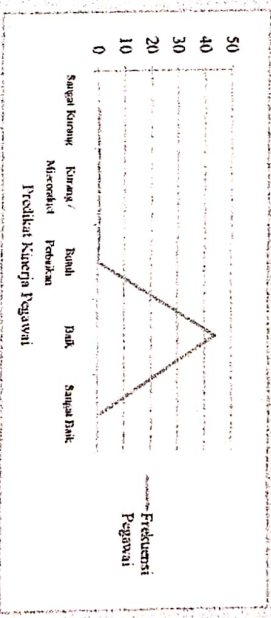 50
40
30
20
10
0
Sangat Kurang
Kurang /
Misconduct
Butuh
Perbaikan
Baik
Sangat Baik
Predikat Kinerja Pegawai
Frekuensi
Pegawai